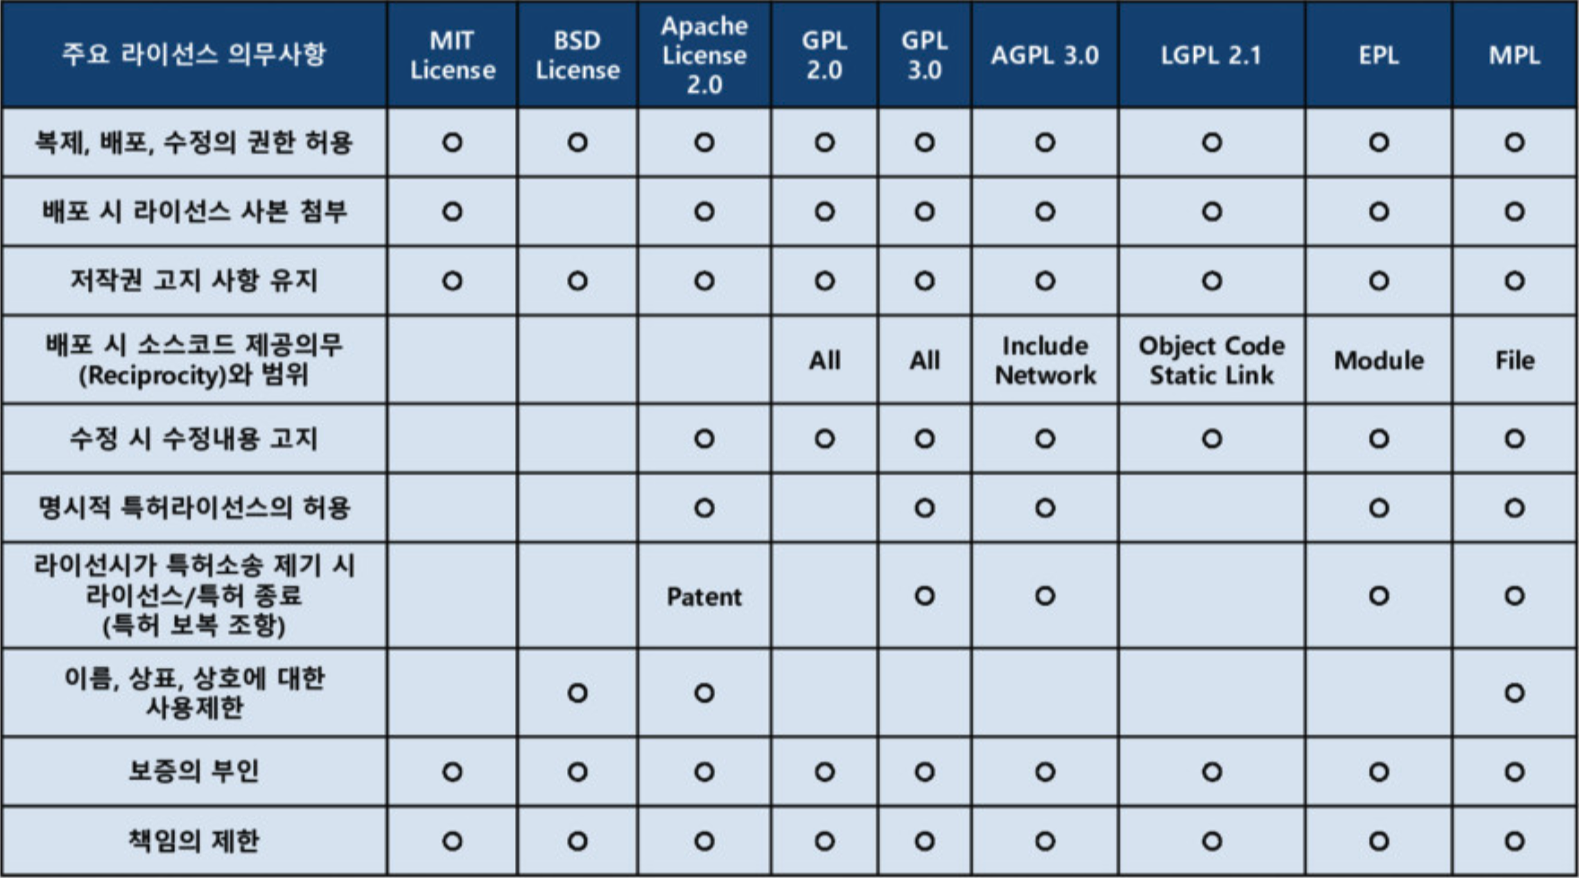 주요 라이선스 의무사항
MIT
License
BSD
License
Apache
License
2.0
GPL
2.0
GPL
3.0
AGPL 3.0
LGPL 2.1
EPL
MPL
복제, 배포, 수정의 권한 허용
O O O O O O O O O
배포 시 라이선스 사본 첨부
O O O O O O O O
저작권 고지 사항 유지
O O O O O O O O O
배포 시 소스코드 제공의무
(Reciprocity)와 범위
All
All
Include
Network
Object Code
Static Link
Module
File
수정 시 수정내용 고지
O O O O O O O
명시적 특허라이선스의 허용
O O O O O
라이선시가 특허소송 제기 시
라이선스/특허 종료
(특허 보복 조항)
Patent O O O O
이름, 상표, 상호에 대한
사용제한
O O O
보증의 부인
O O O O O O O O O
책임의 제한
O O O O O O O O O